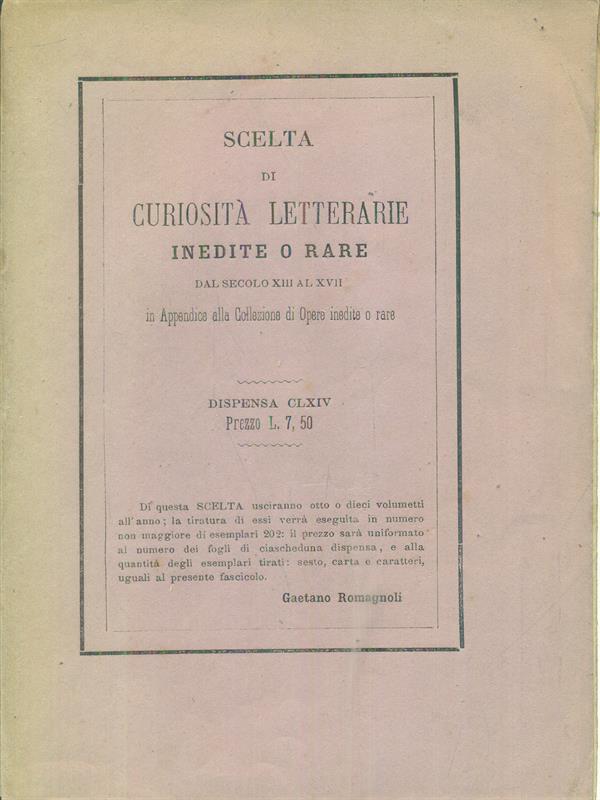 SCELTA
DI
CURIOSITÀ LETTERARIE
INEDITE O RARE
DAL SECOLO XIII AL XVII
in Appendice alla Collezione di Opere inedite o rare
DISPENSA CLXIV
Prezzo L. 7, 50
Di questa SCELTA usciranno otto o dieci volumetti
all'anno; la tiratura di essi verrà eseguita in numero
non maggiore di esemplari 202: il prezzo sarà uniformato
al numero dei fogli di ciascheduna dispensa, e alla
quantità degli esemplari tirati: sesto, carta e caratteri,
uguali al presente fascicolo.
Gaetano Romagnoli